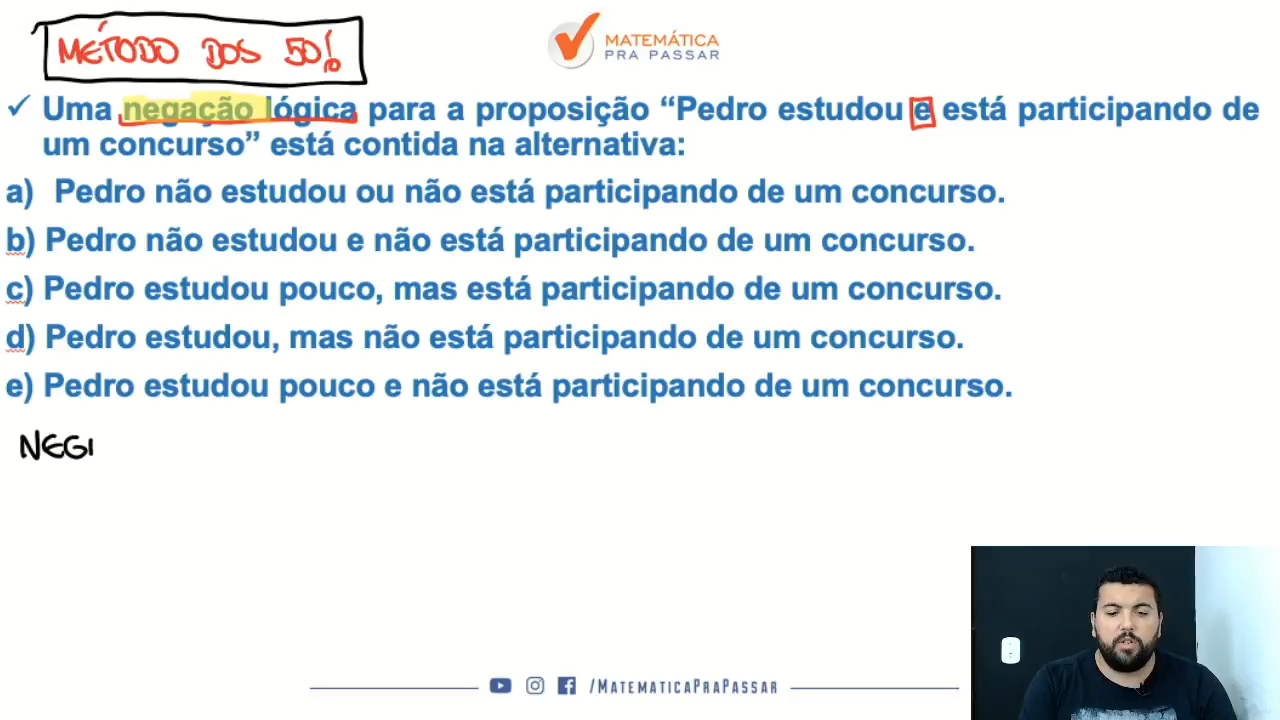 MÉTODO DOS 50!
MATEMÁTICA
PRA PASSAR
✓ Uma negação lógica para a proposição “Pedro estudou e está participando de
um concurso” está contida na alternativa:
a) Pedro não estudou ou não está participando de um concurso.
b) Pedro não estudou e não está participando de um concurso.
c) Pedro estudou pouco, mas está participando de um concurso.
d) Pedro estudou, mas não está participando de um concurso.
e) Pedro estudou pouco e não está participando de um concurso.
NEGI
/MATEMATICAPRAPASSAR